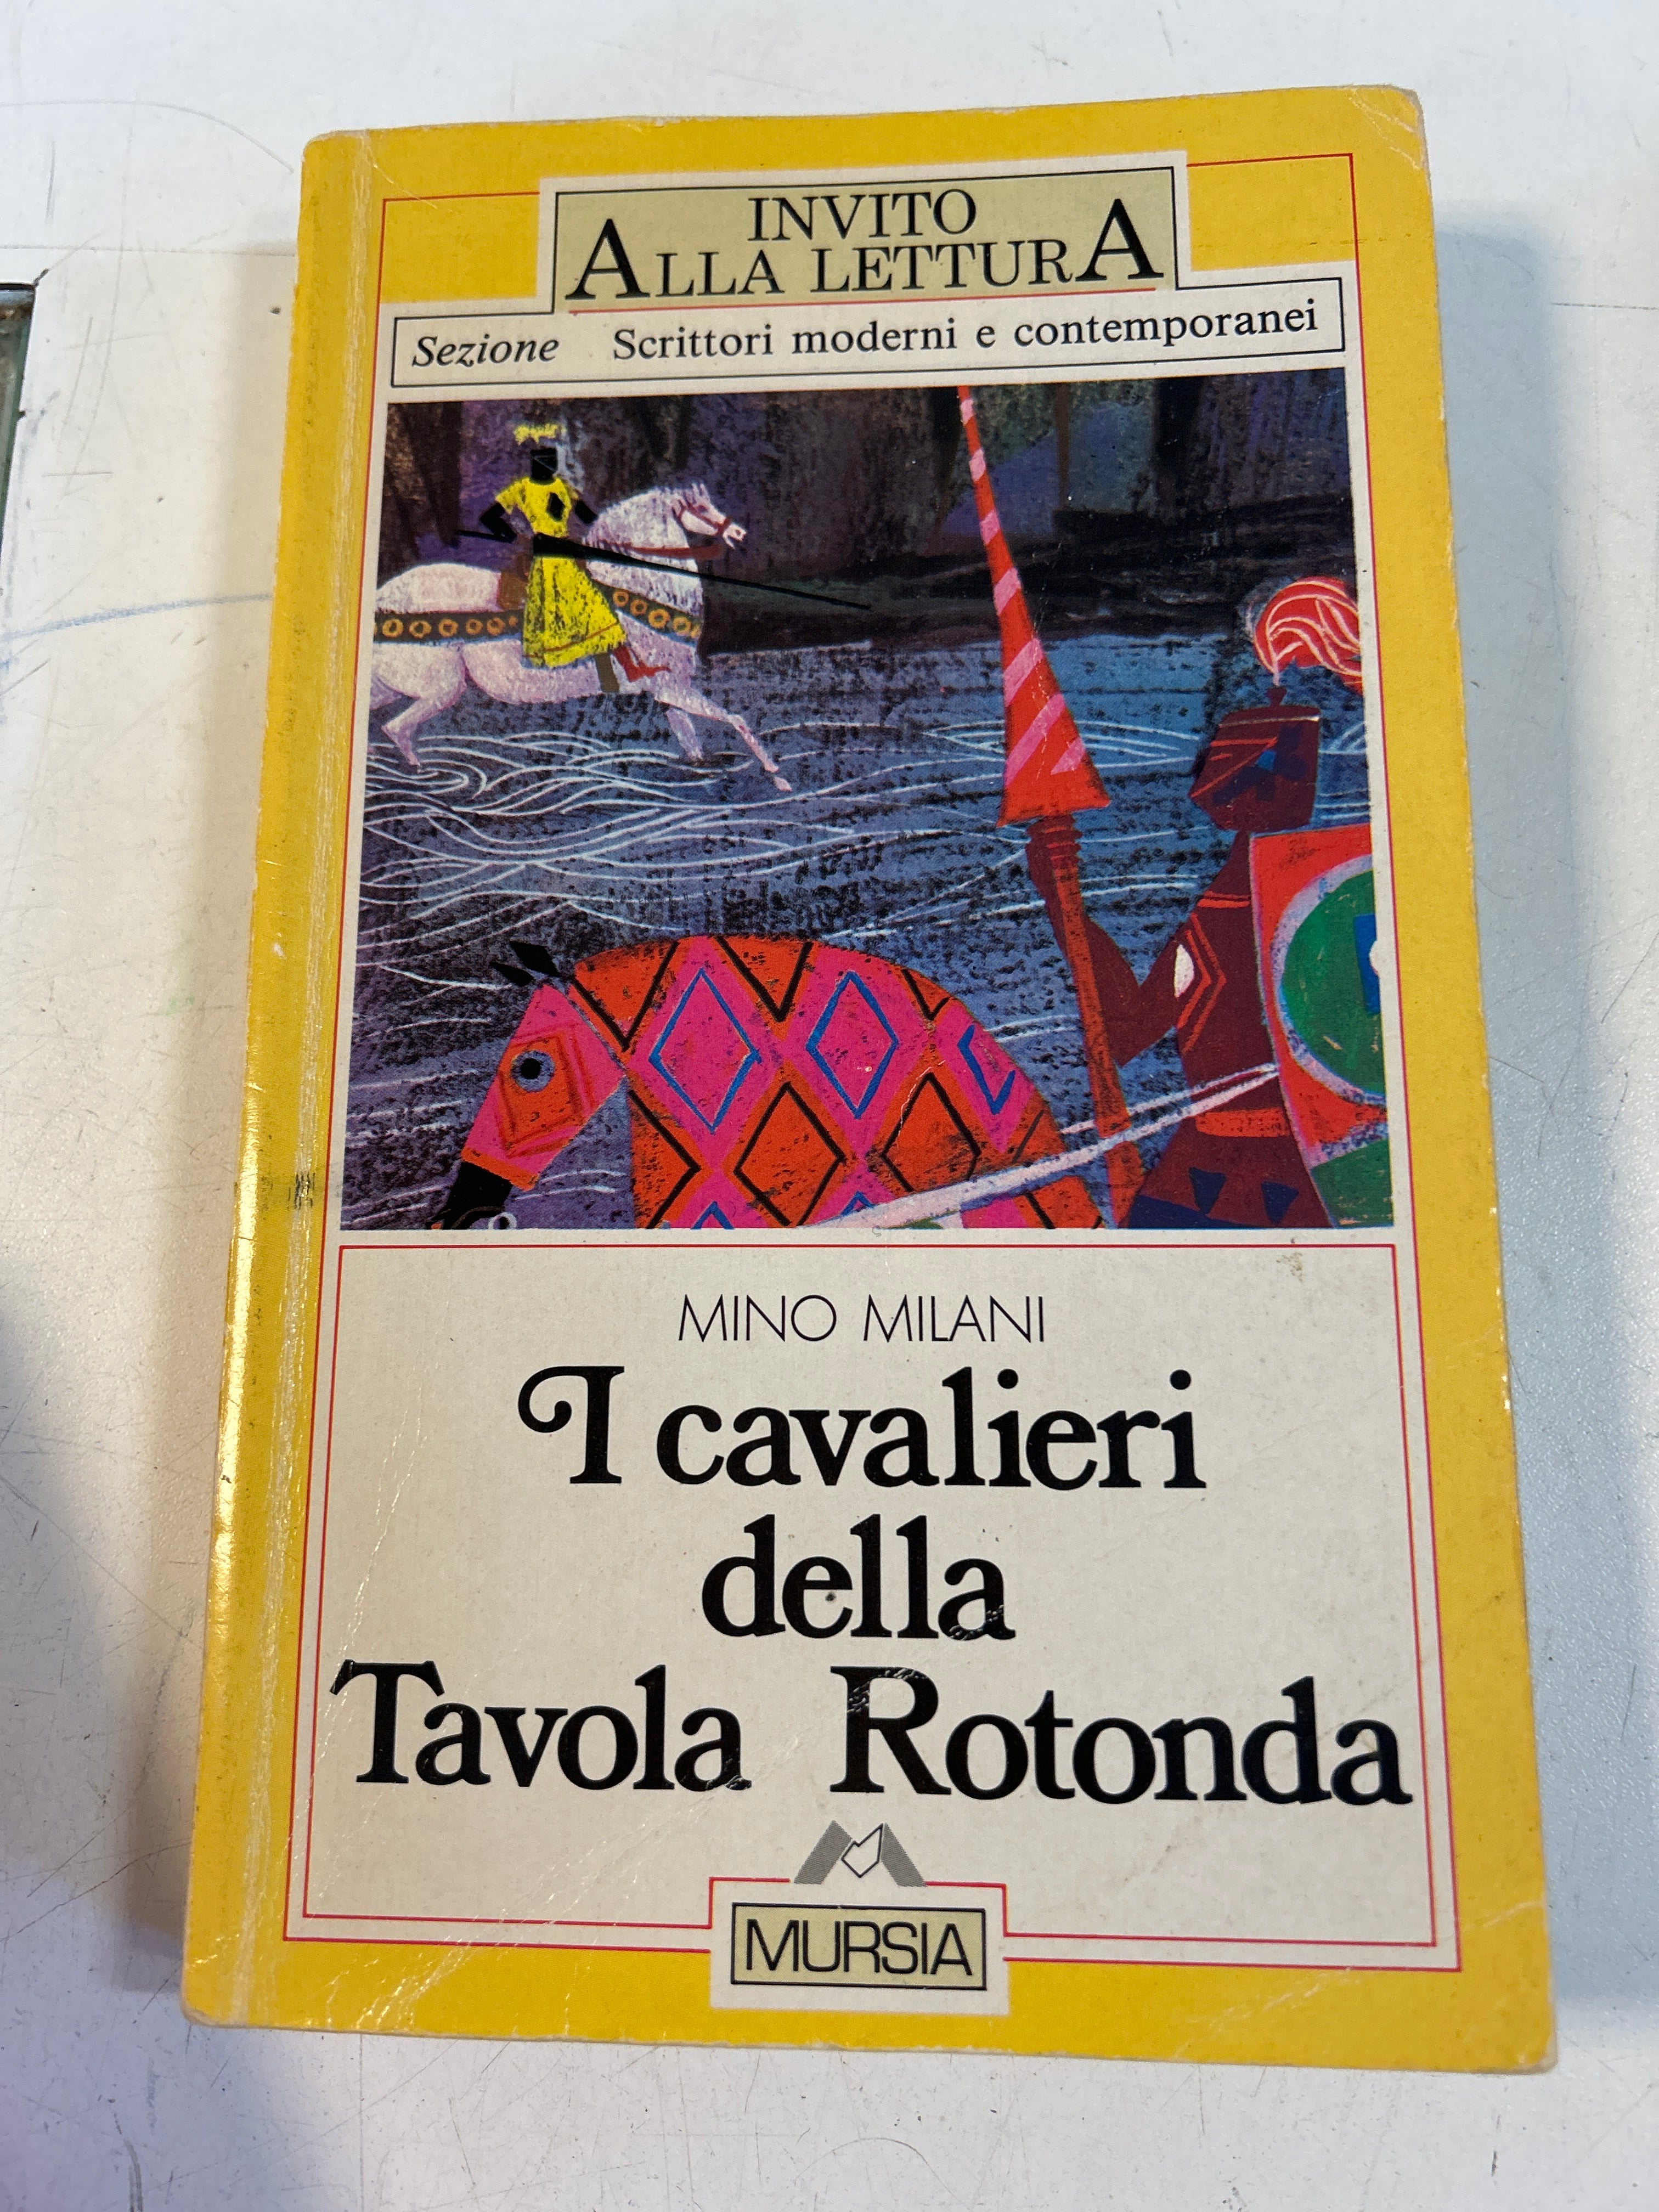 INVITO
ALLA LETTURA
Sezione Scrittori moderni e contemporanei
MINO MILANI
I cavalieri
della
Tavola Rotonda
MURSIA